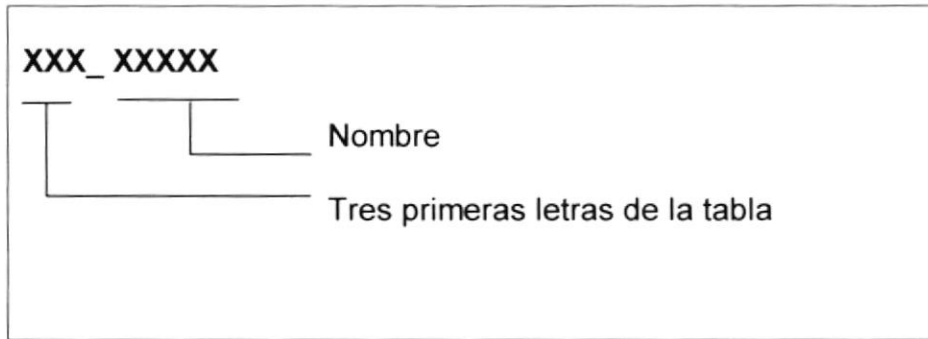 XXX_ XXXXX
Nombre
Tres primeras letras de la tabla